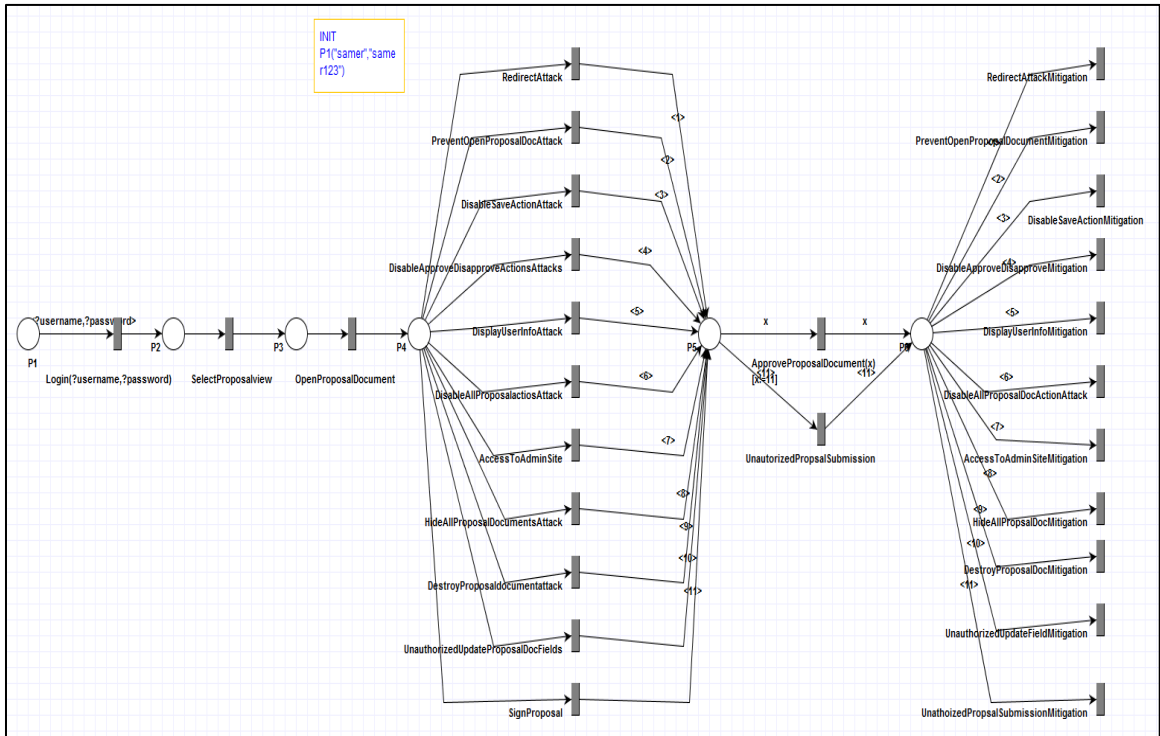 INIT
P1("samer","same
r123")
RedirectAttack
PreventOpenProposalDocAttack
DisableSaveActionAttack
DisableApproveDisapproveActionsAttacks
DisplayUserInfoAttack
DisableAllProposalactiosAttack
AccessToAdminSite
HideAllProposalDocumentsAttack
DestroyProposaldocumentattack
UnauthorizedUpdateProposalDocFields
SignProposal
<?username,?password>
P1
Login(?username,?password)
P2
SelectProposalview
P3
OpenProposalDocument
P4
<1>
<2>
<3>
<4>
<5>
<6>
<7>
<8>
<9>
<10>
<11>
P5
x
x
ApproveProposalDocument(x)
[x!=11]
<11>
<11>
UnautorizedPropsalSubmission
P6
<2>
<3>
<4>
<5>
<6>
<7>
<8>
<9>
<10>
<11>
RedirectAttackMitigation
PreventOpenProposalDocumentMitigation
DisableSaveActionMitigation
DisableApproveDisapproveMitigation
DisplayUserInfoMitigation
DisableAllProposalDocActionAttack
AccessToAdminSiteMitigation
HideAllPropsalDocMitigation
DestroyProposalDocMitigation
UnauthorizedUpdateFieldMitigation
UnathoizedPropsalSubmissionMitigation